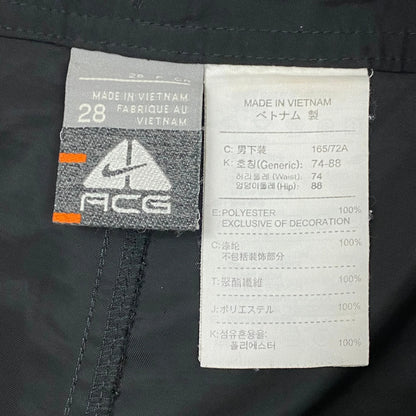 MADE IN VIETNAM
28
FABRIQUE AU
VIETNAM
ACG
MADE IN VIETNAM
ベトナム 製
C: 男下装 165/72A
K: 호칭(Generic): 74-88
허리둘레 (Waist): 74
엉덩이둘레 (Hip): 88
E: POLYESTER 100%
EXCLUSIVE OF DECORATION
C: 涤纶 100%
不包括装饰部分
T: 聚酯纖維 100%
J: ポリエステル 100%
K: 섬유혼용율:
폴리에스터 100%